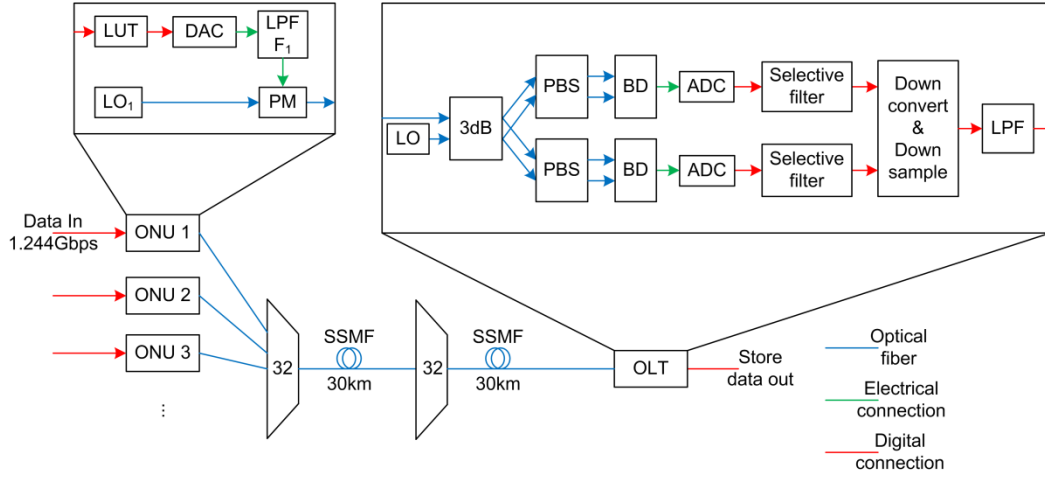 LUT
DAC
LPF
F₁
LO₁
PM
LO
3dB
PBS
BD
ADC
Selective
filter
PBS
BD
ADC
Selective
filter
Down
convert
&
Down
sample
LPF
Data In
1.244Gbps
ONU 1
ONU 2
ONU 3
...
32
SSMF
30km
32
SSMF
30km
OLT
Store
data out
Optical
fiber
Electrical
connection
Digital
connection